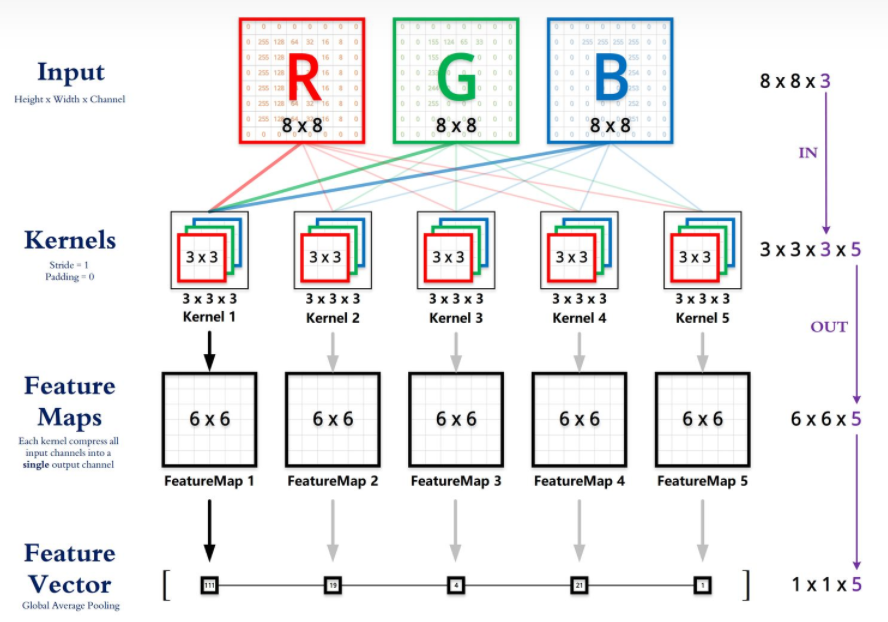 Input
Height x Width x Channel
R
8 x 8
G
8 x 8
B
8 x 8
8 x 8 x 3
IN
Kernels
Stride = 1
Padding = 0
3 x 3
3 x 3
3 x 3
3 x 3
3 x 3
3 x 3 x 3 x 5
3 x 3 x 3
3 x 3 x 3
3 x 3 x 3
3 x 3 x 3
3 x 3 x 3
Kernel 1
Kernel 2
Kernel 3
Kernel 4
Kernel 5
OUT
Feature
Maps
Each kernel compress all
input channels into a
single output channel
6 x 6
6 x 6
6 x 6
6 x 6
6 x 6
6 x 6 x 5
FeatureMap 1
FeatureMap 2
FeatureMap 3
FeatureMap 4
FeatureMap 5
Feature
Vector
Global Average Pooling
[
111
19
4
21
1
]
1 x 1 x 5